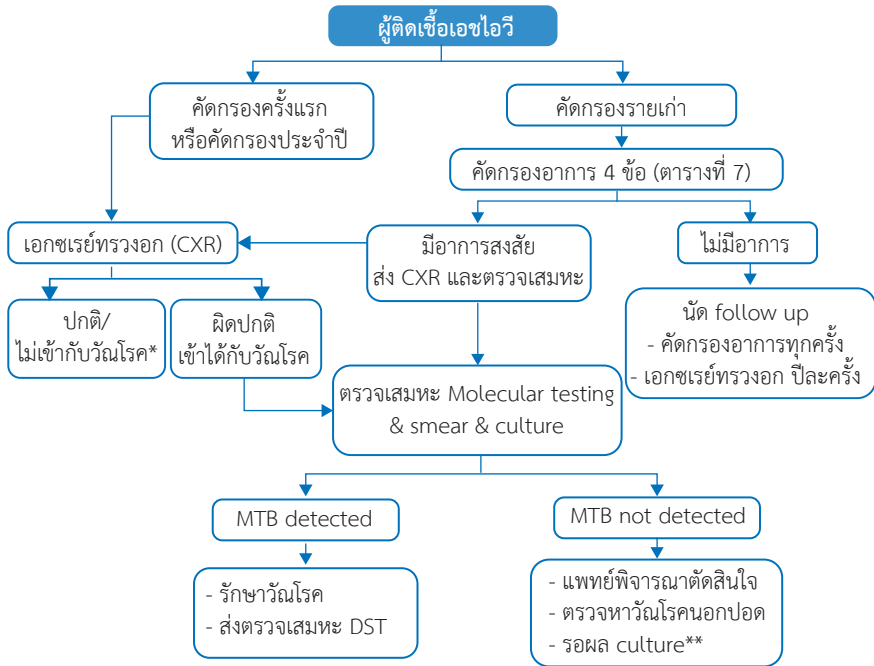 ผู้ติดเชื้อเอชไอวี
คัดกรองครั้งแรก
หรือคัดกรองประจำปี
คัดกรองรายเก่า
คัดกรองอาการ 4 ข้อ (ตารางที่ 7)
เอกซเรย์ทรวงอก (CXR)
มีอาการสงสัย
ส่ง CXR และตรวจเสมหะ
ไม่มีอาการ
ปกติ/
ไม่เข้ากับวัณโรค*
ผิดปกติ
เข้าได้กับวัณโรค
นัด follow up
- คัดกรองอาการทุกครั้ง
- เอกซเรย์ทรวงอก ปีละครั้ง
ตรวจเสมหะ Molecular testing
& smear & culture
MTB detected
MTB not detected
- รักษาวัณโรค
- ส่งตรวจเสมหะ DST
- แพทย์พิจารณาตัดสินใจ
- ตรวจหาวัณโรคนอกปอด
- รอผล culture**